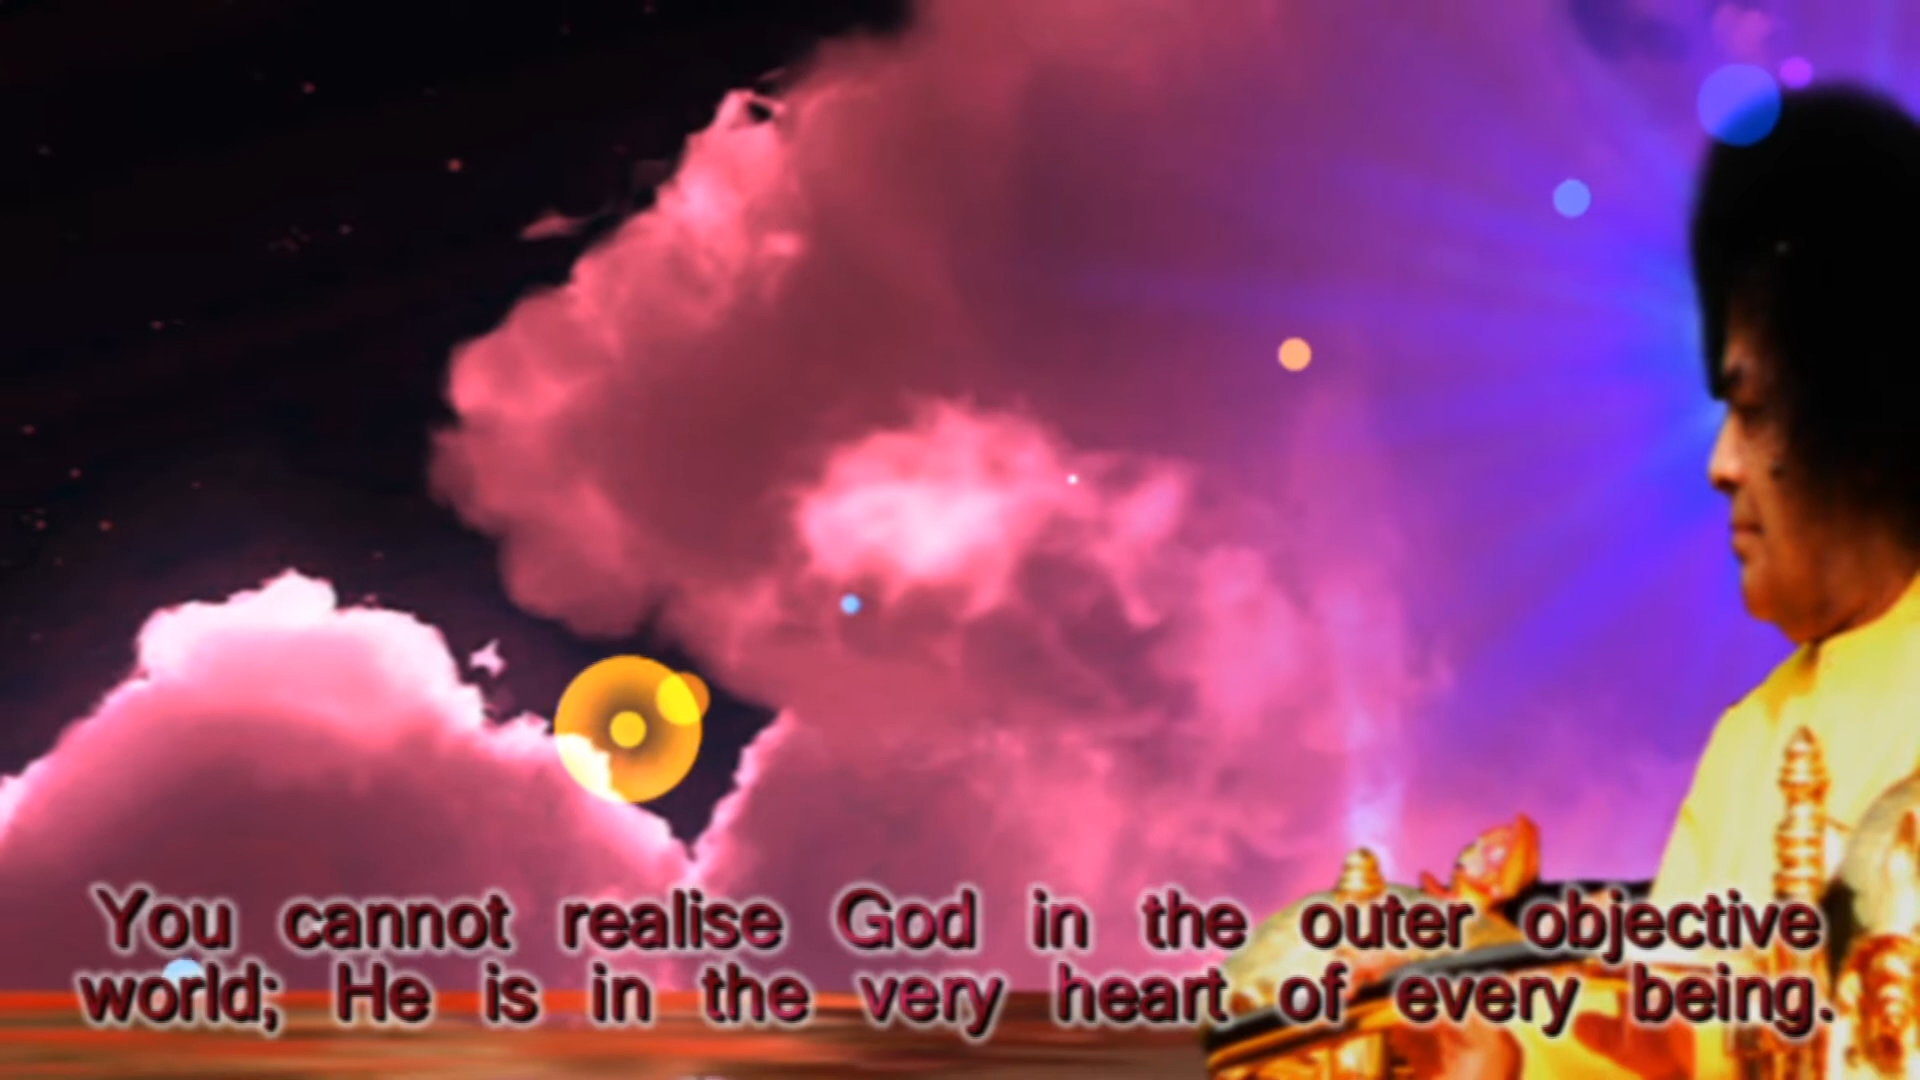 You cannot realise God in the outer objective
world; He is in the very heart of every being.